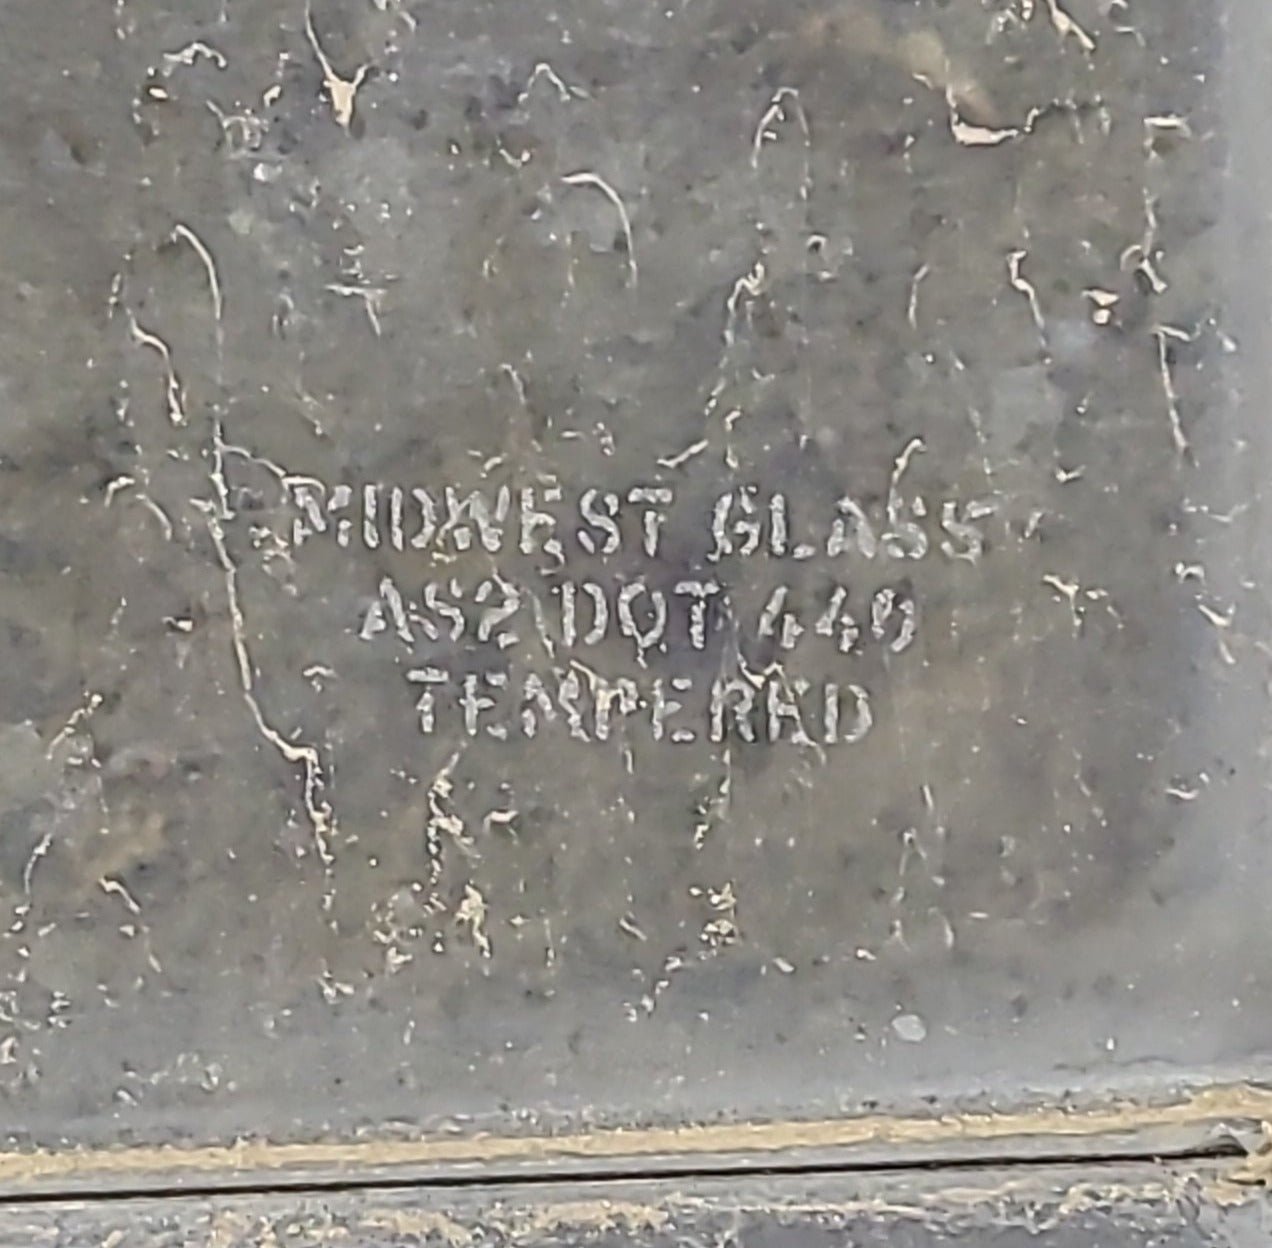 MIDWEST GLASS
AS2 DOT 440
TEMPERED